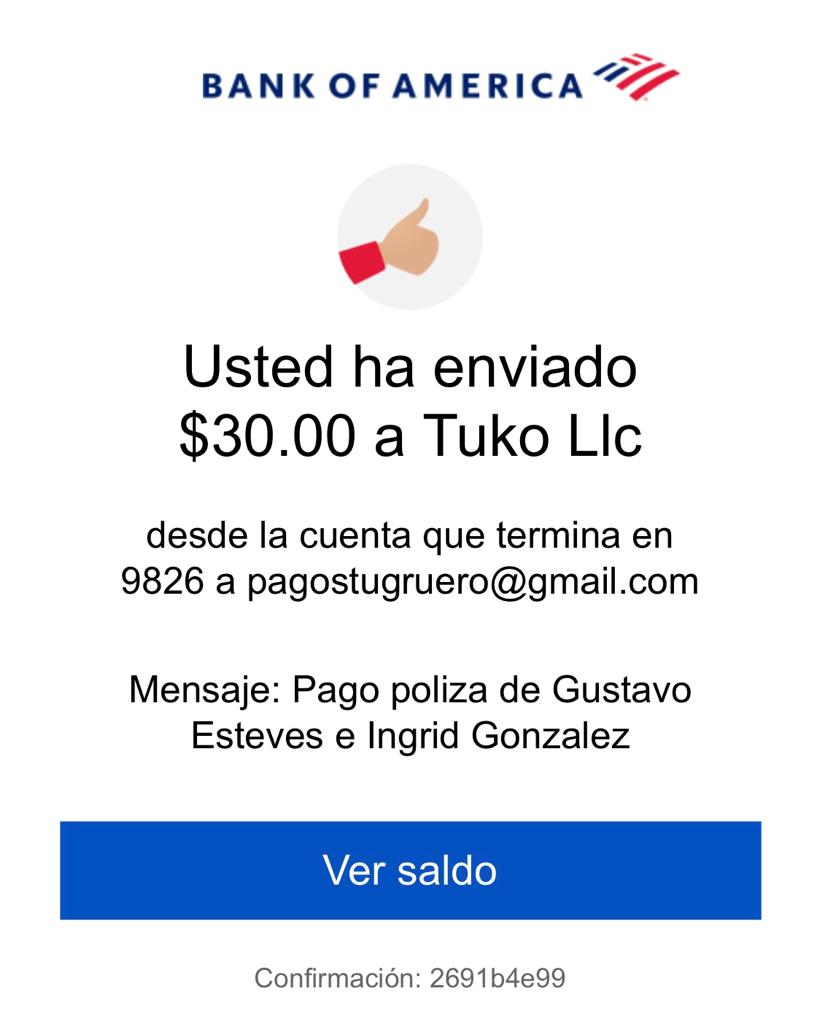 BANK OF AMERICA
Usted ha enviado
$30.00 a Tuko Llc
desde la cuenta que termina en
9826 a pagostugruero@gmail.com
Mensaje: Pago poliza de Gustavo
Esteves e Ingrid Gonzalez
Ver saldo
Confirmación: 2691b4e99